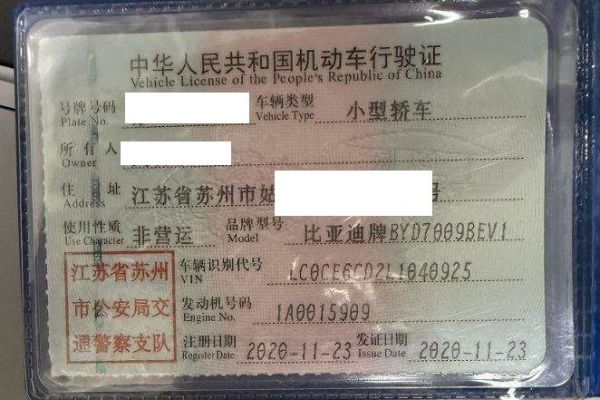 中华人民共和国机动车行驶证
Vehicle License of the People's Republic of China
号牌号码 车辆类型 小型轿车
Plate No. Vehicle Type
所有人
Owner
住址 江苏省苏州市姑 号
Address
使用性质 非营运 品牌型号 比亚迪牌BYD7009BEV1
Use Character Model
江苏省苏州
市公安局交
通警察支队
车辆识别代号 LC0CE6CD2L1040925
VIN
发动机号码 1A0015909
Engine No.
注册日期 2020-11-23 发证日期 2020-11-23
Register Date Issue Date